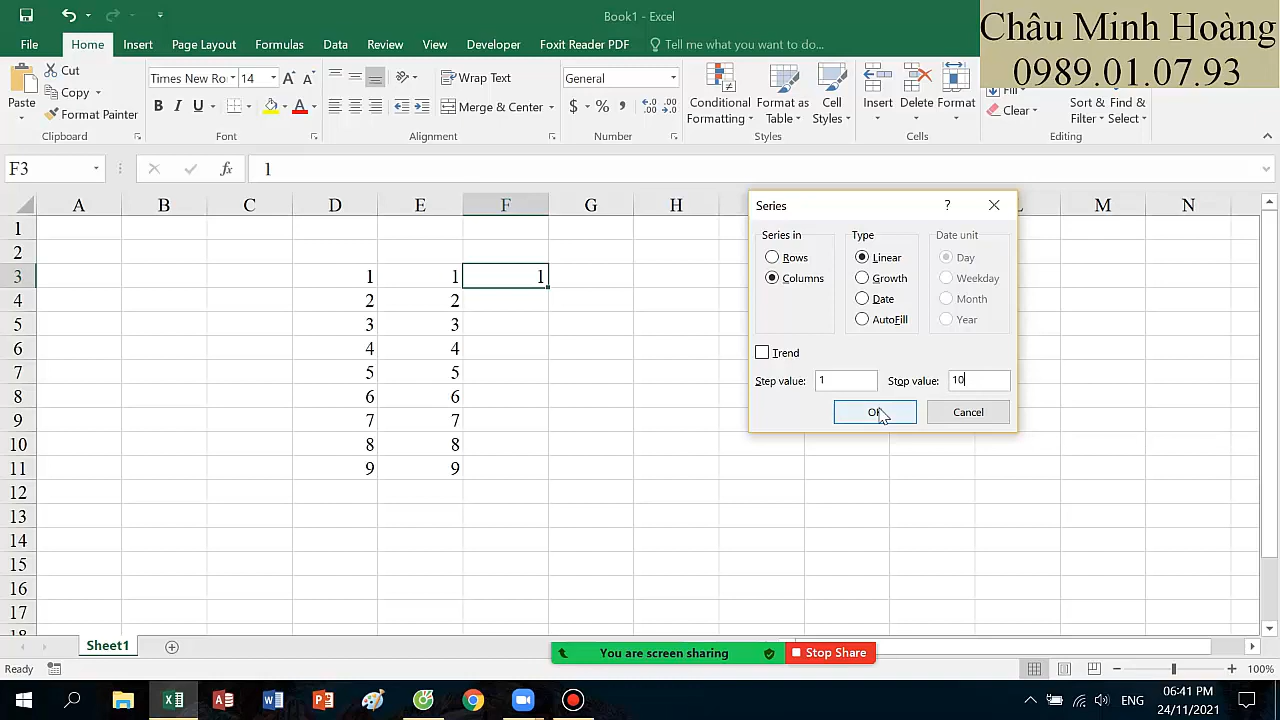 Book1 - Excel
Châu Minh Hoàng
0989.01.07.93
File Home Insert Page Layout Formulas Data Review View Developer Foxit Reader PDF Tell me what you want to do...
Paste
Cut
Copy
Format Painter
Clipboard
Times New Ro 14
B I U
Font
Wrap Text
Merge & Center
Alignment
General
$ % ,
Number
Conditional Formatting
Format as Table
Cell Styles
Styles
Insert Delete Format
Cells
Fill
Clear
Sort & Filter
Find & Select
Editing
F3 fx 1
A B C D E F G H L M N
1
2
3 1 1 1
4 2 2
5 3 3
6 4 4
7 5 5
8 6 6
9 7 7
10 8 8
11 9 9
12
13
14
15
16
17
18
Series ?
Series in
Rows
Columns
Type
Linear
Growth
Date
AutoFill
Date unit
Day
Weekday
Month
Year
Trend
Step value: 1 Stop value: 10
Cancel
Sheet1
You are screen sharing Stop Share
Ready 100%
ENG
06:41 PM
24/11/2021